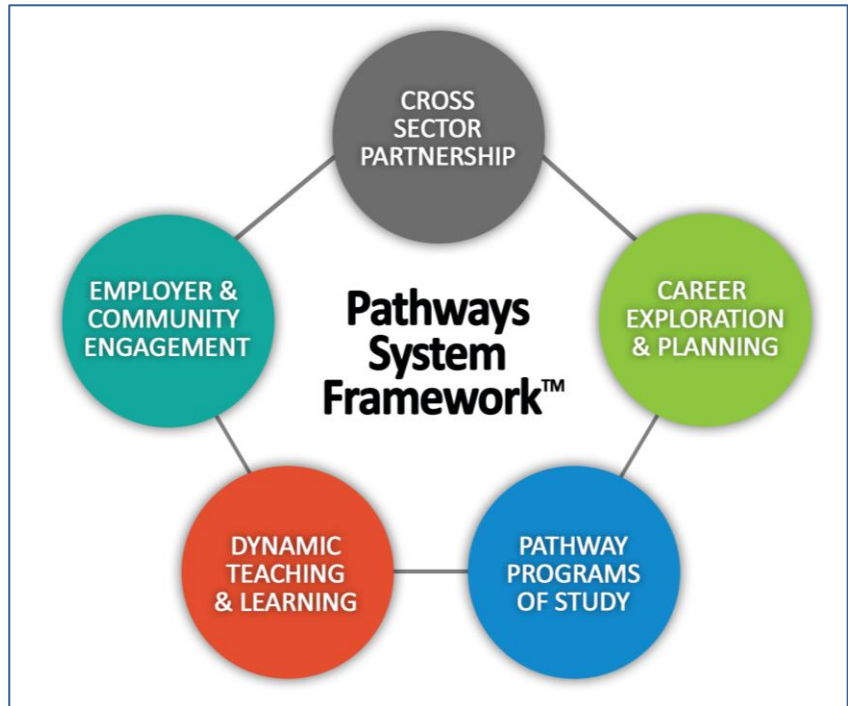 CROSS
SECTOR
PARTNERSHIP
EMPLOYER &
COMMUNITY
ENGAGEMENT
Pathways
System
Framework™
CAREER
EXPLORATION
& PLANNING
DYNAMIC
TEACHING
& LEARNING
PATHWAY
PROGRAMS
OF STUDY